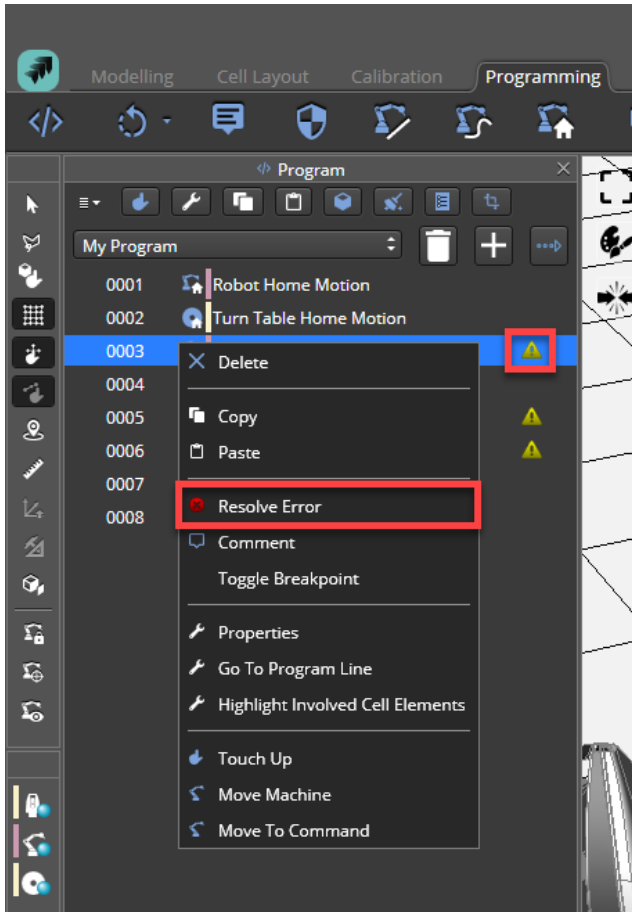 Modelling Cell Layout Calibration Programming
</> Program
My Program
0001 Robot Home Motion
0002 Turn Table Home Motion
0003
Delete
0004
0005
Copy
0006
Paste
0007
Resolve Error
0008
Comment
Toggle Breakpoint
Properties
Go To Program Line
Highlight Involved Cell Elements
Touch Up
Move Machine
Move To Command